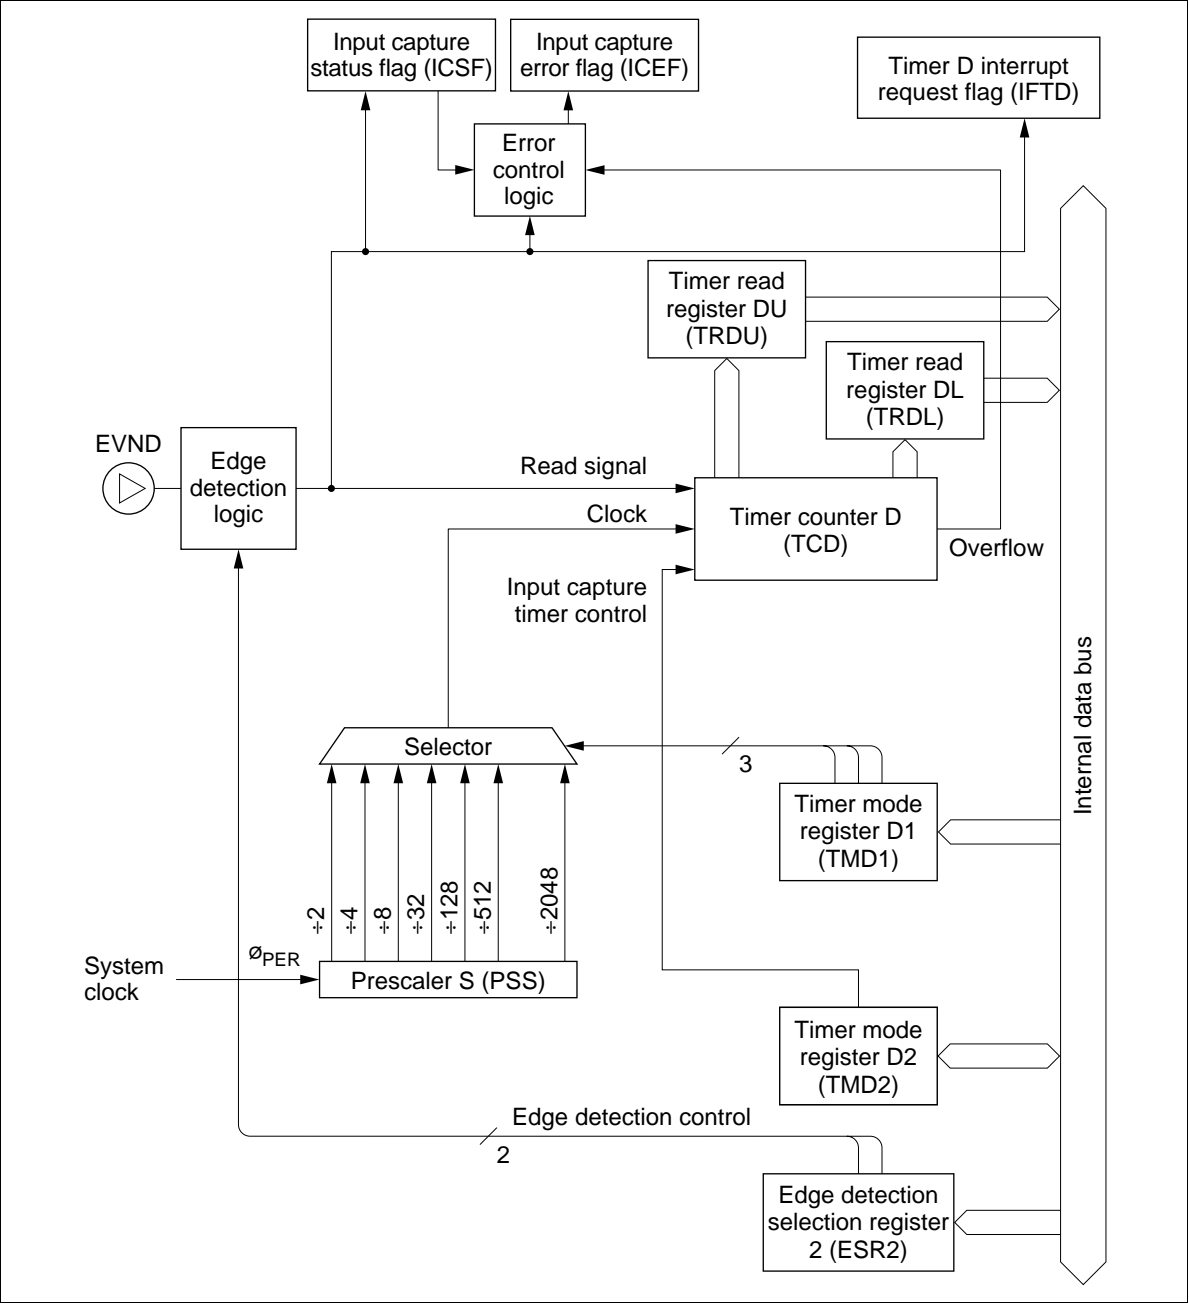 Input capture
status flag (ICSF)
Input capture
error flag (ICEF)
Timer D interrupt
request flag (IFTD)
Error
control
logic
Timer read
register DU
(TRDU)
Timer read
register DL
(TRDL)
EVND
Edge
detection
logic
Read signal
Clock
Timer counter D
(TCD)
Overflow
Input capture
timer control
Internal data bus
Selector
3
Timer mode
register D1
(TMD1)
÷2
÷4
÷8
÷32
÷128
÷512
÷2048
System
clock
øPER
Prescaler S (PSS)
Timer mode
register D2
(TMD2)
Edge detection control
2
Edge detection
selection register
2 (ESR2)